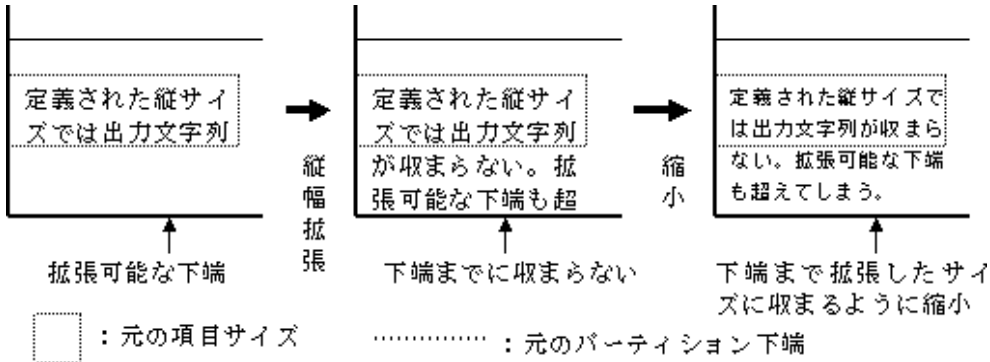 定義された縦サイ
ズでは出力文字列
縦幅拡張
定義された縦サイ
ズでは出力文字列
が収まらない。拡
張可能な下端も超
縮小
定義された縦サイズで
は出力文字列が収まら
ない。拡張可能な下端
も超えてしまう。
拡張可能な下端
下端までに収まらない
下端まで拡張したサイ
ズに収まるように縮小
：元の項目サイズ
：元のパーティション下端